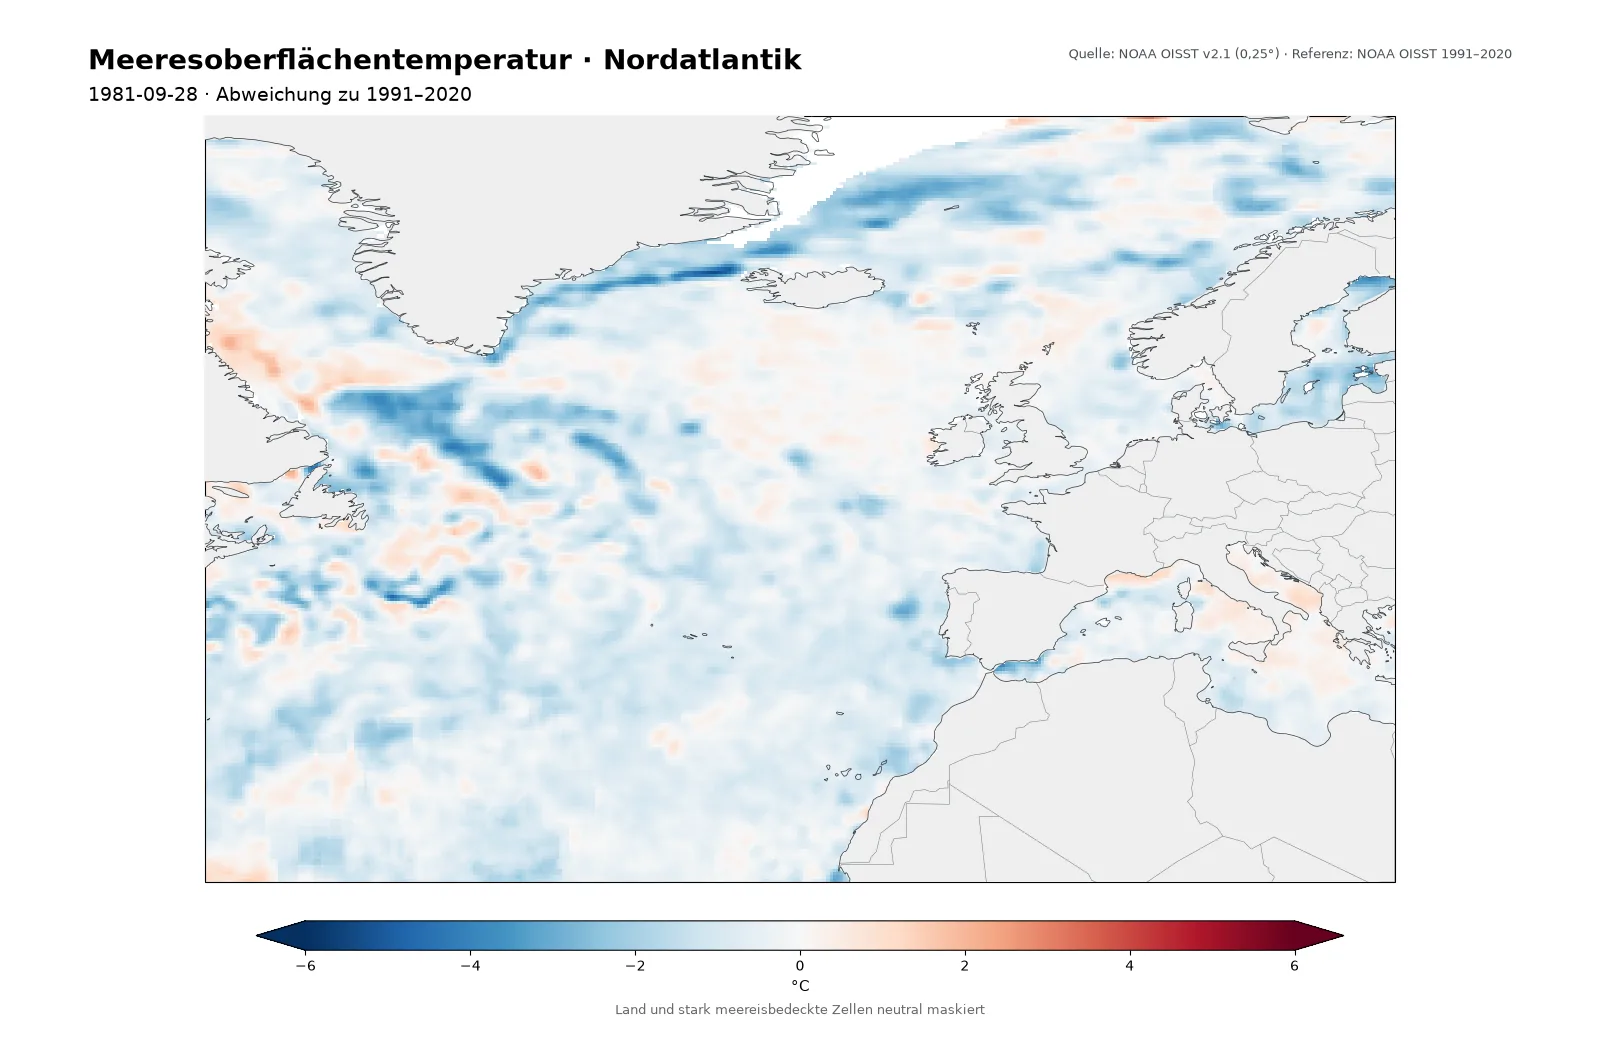 Meeresoberflächentemperatur · Nordatlantik
Quelle: NOAA OISST v2.1 (0,25°) · Referenz: NOAA OISST 1991–2020
1981-09-28 · Abweichung zu 1991–2020
−6 −4 −2 0 2 4 6
°C
Land und stark meereisbedeckte Zellen neutral maskiert